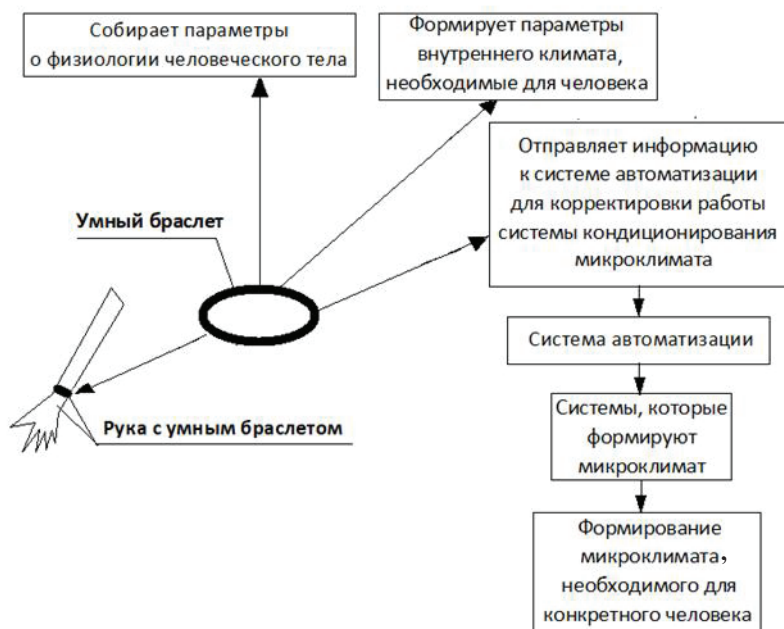 Собирает параметры
о физиологии человеческого тела
Формирует параметры
внутреннего климата,
необходимые для человека
Отправляет информацию
к системе автоматизации
для корректировки работы
системы кондиционирования
микроклимата
Умный браслет
Система автоматизации
Системы, которые
формируют
микроклимат
Рука с умным браслетом
Формирование
микроклимата,
необходимого для
конкретного человека